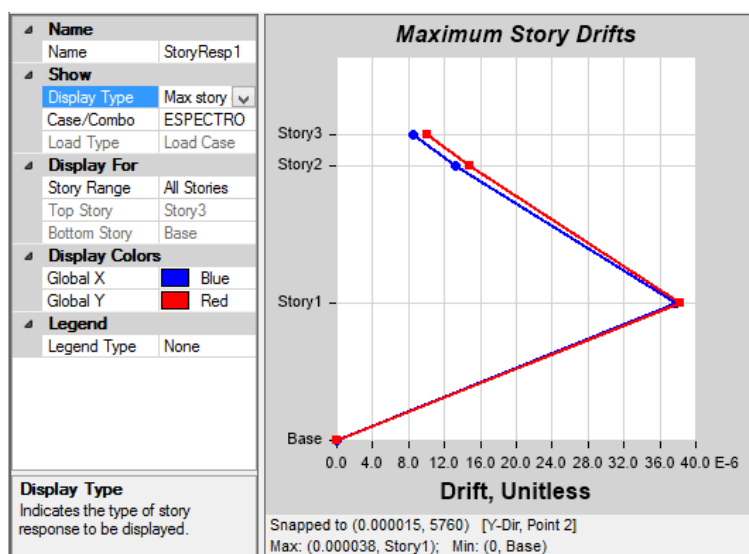 Name
Name StoryResp1
Show
Display Type Max story
Case/Combo ESPECTRO
Load Type Load Case
Display For
Story Range All Stories
Top Story Story3
Bottom Story Base
Display Colors
Global X Blue
Global Y Red
Legend
Legend Type None
Display Type
Indicates the type of story
response to be displayed.
Maximum Story Drifts
Story3
Story2
Story1
Base
0.0 4.0 8.0 12.0 16.0 20.0 24.0 28.0 32.0 36.0 40.0 E-6
Drift, Unitless
Snapped to (0.000015, 5760) [Y-Dir, Point 2]
Max: (0.000038, Story1); Min: (0, Base)